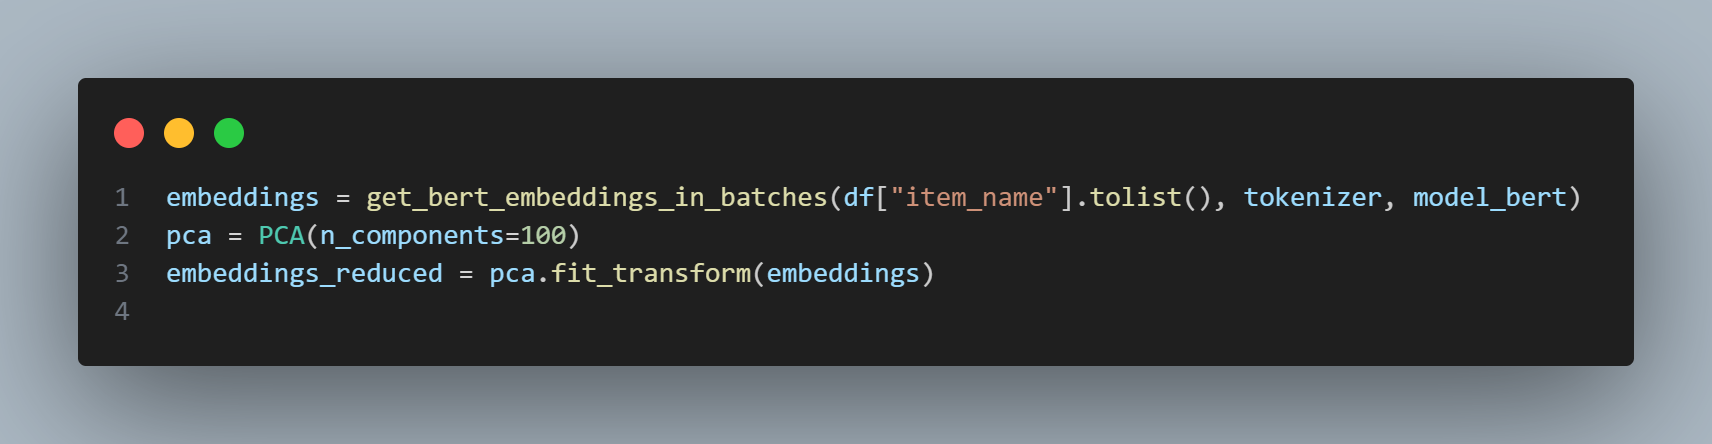 1 embeddings = get_bert_embeddings_in_batches(df["item_name"].tolist(), tokenizer, model_bert)
2 pca = PCA(n_components=100)
3 embeddings_reduced = pca.fit_transform(embeddings)
4